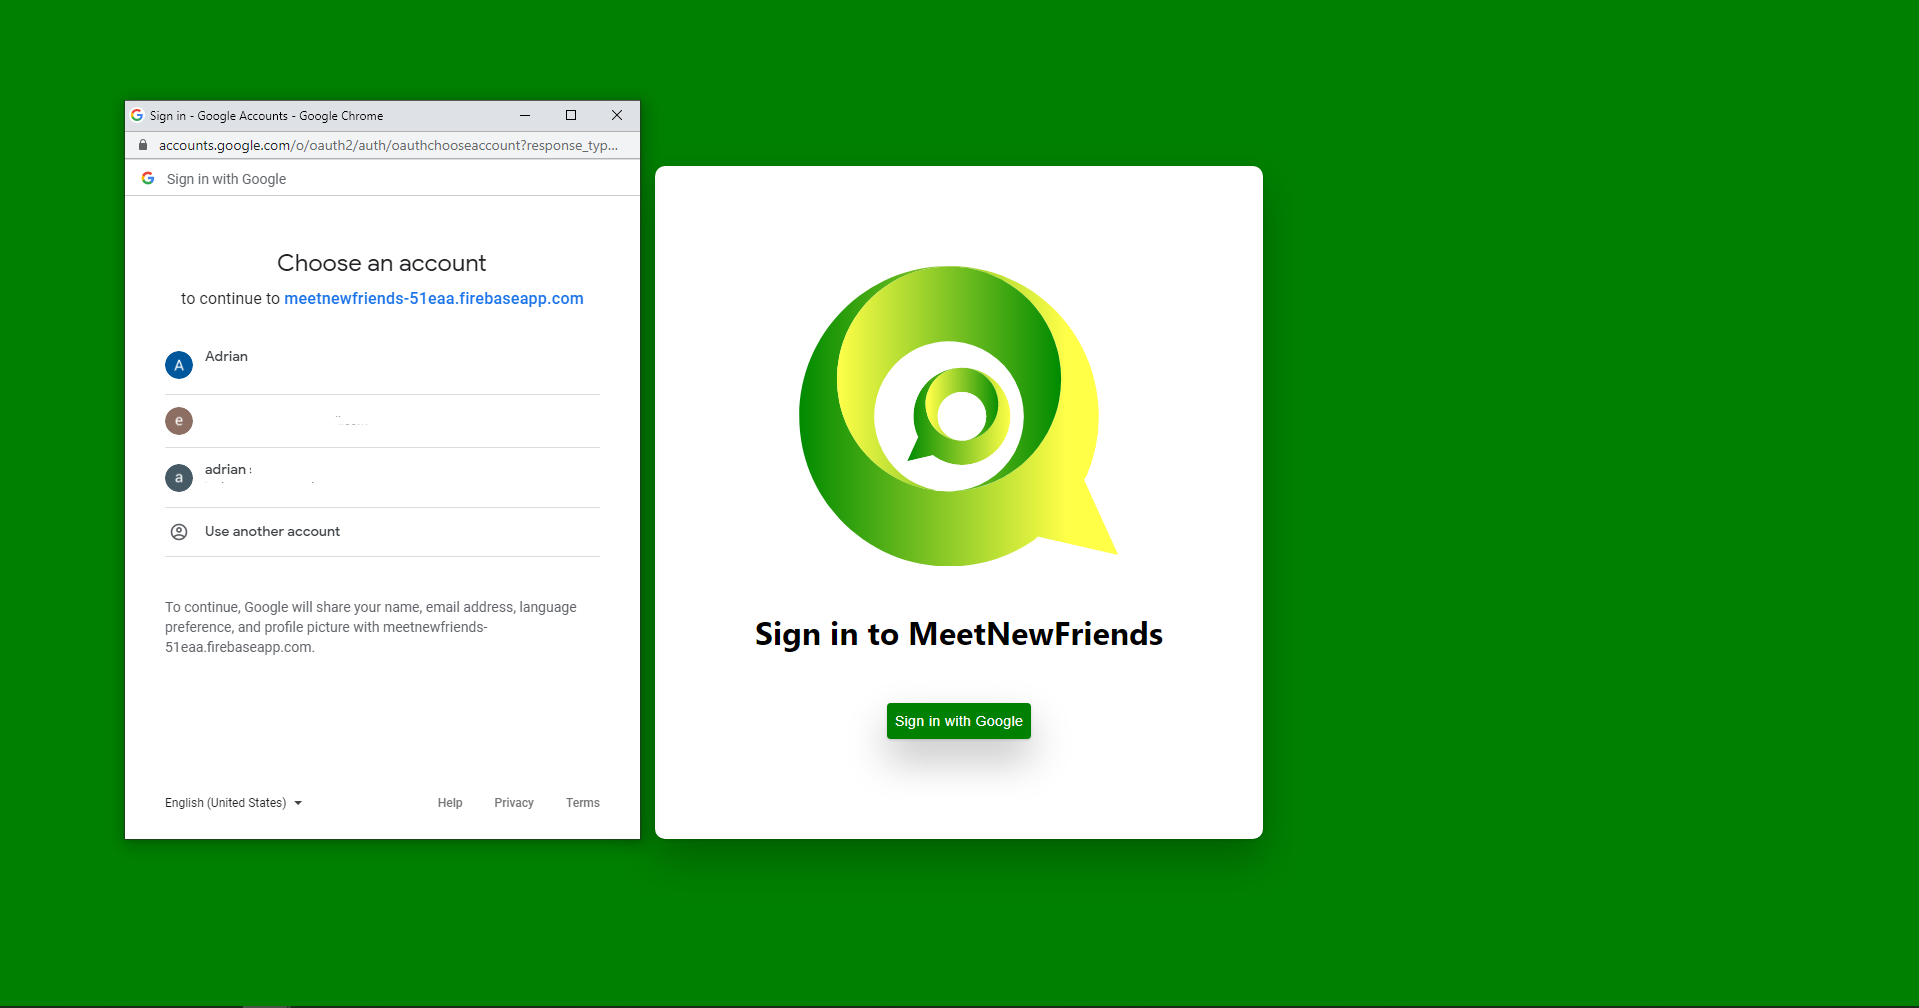 Sign in - Google Accounts - Google Chrome
accounts.google.com/o/oauth2/auth/oauthchooseaccount?response_typ...
Sign in with Google
Choose an account
to continue to meetnewfriends-51eaa.firebaseapp.com
A
Adrian
e
a
adrian
Use another account
To continue, Google will share your name, email address, language
preference, and profile picture with meetnewfriends-
51eaa.firebaseapp.com.
English (United States)
Help
Privacy
Terms
Sign in to MeetNewFriends
Sign in with Google